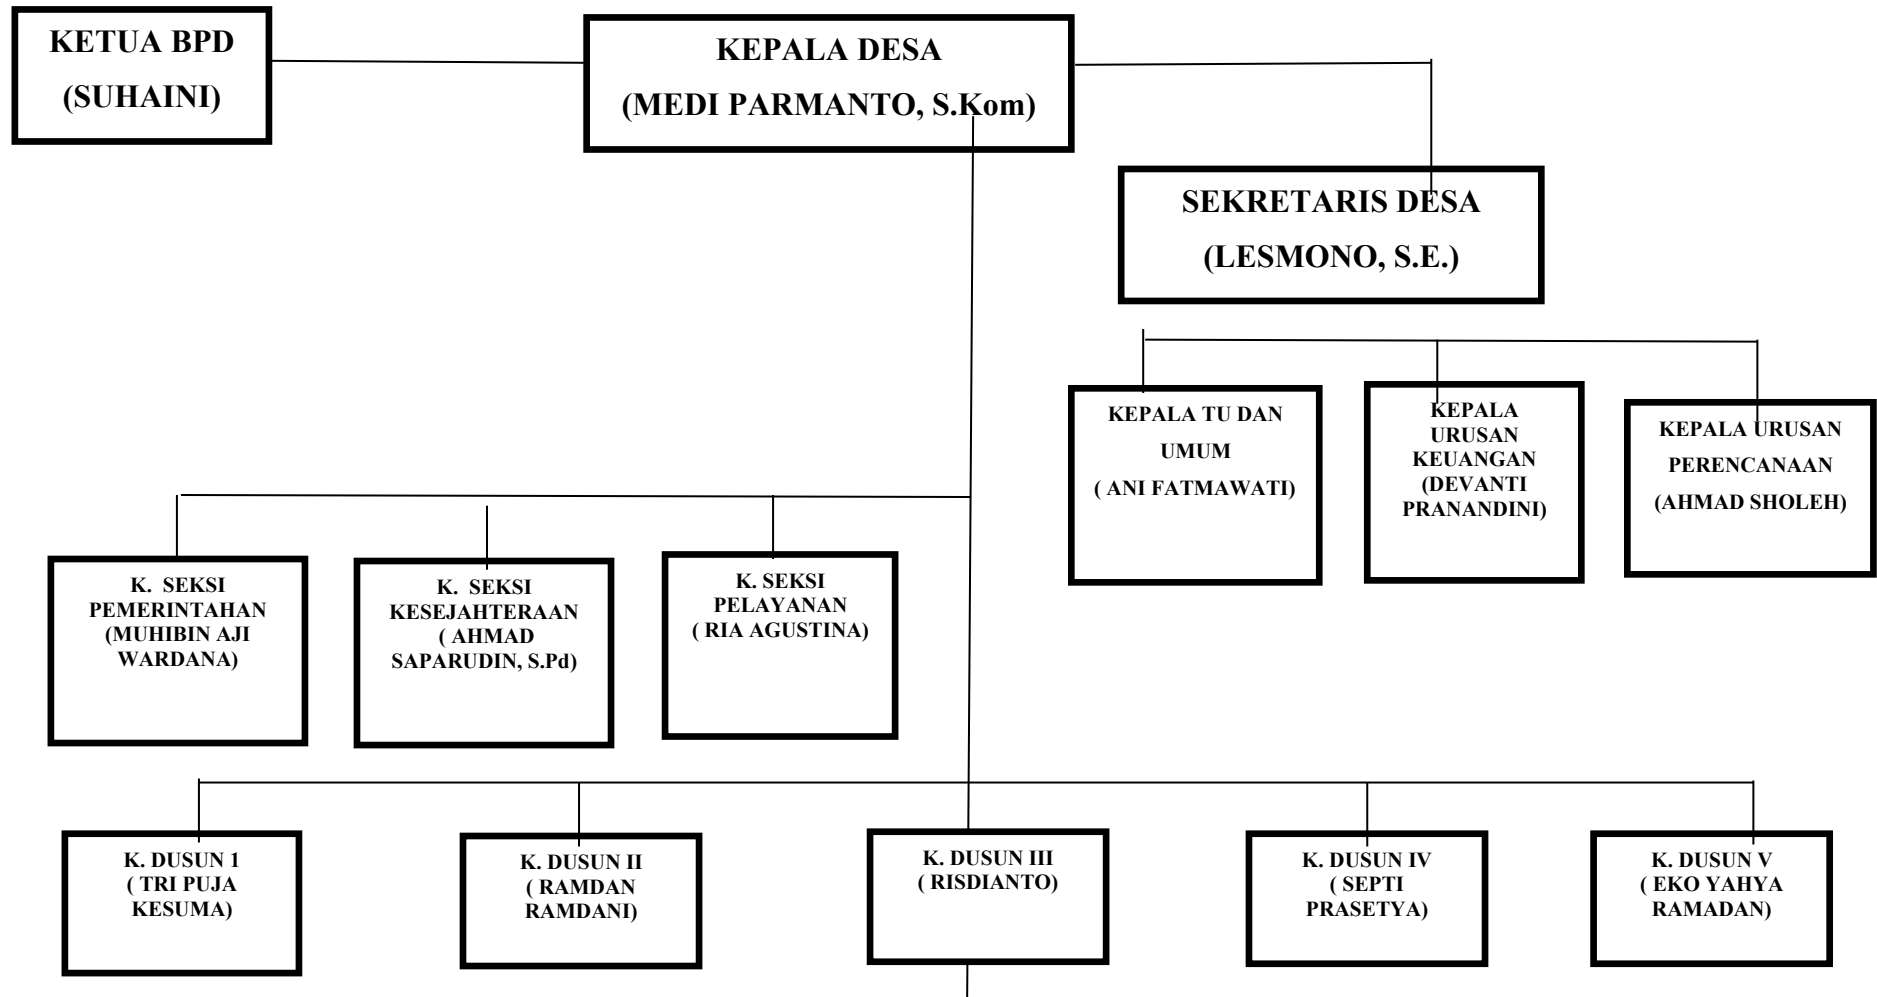 KETUA BPD
(SUHAINI)
KEPALA DESA
(MEDI PARMANTO, S.Kom)
SEKRETARIS DESA
(LESMONO, S.E.)
KEPALA TU DAN
UMUM
( ANI FATMAWATI)
KEPALA
URUSAN
KEUANGAN
(DEVANTI
PRANANDINI)
KEPALA URUSAN
PERENCANAAN
(AHMAD SHOLEH)
K. SEKSI
PEMERINTAHAN
(MUHIBIN AJI
WARDANA)
K. SEKSI
KESEJAHTERAAN
( AHMAD
SAPARUDIN, S.Pd)
K. SEKSI
PELAYANAN
( RIA AGUSTINA)
K. DUSUN 1
( TRI PUJA
KESUMA)
K. DUSUN II
( RAMDAN
RAMDANI)
K. DUSUN III
( RISDIANTO)
K. DUSUN IV
( SEPTI
PRASETYA)
K. DUSUN V
( EKO YAHYA
RAMADAN)